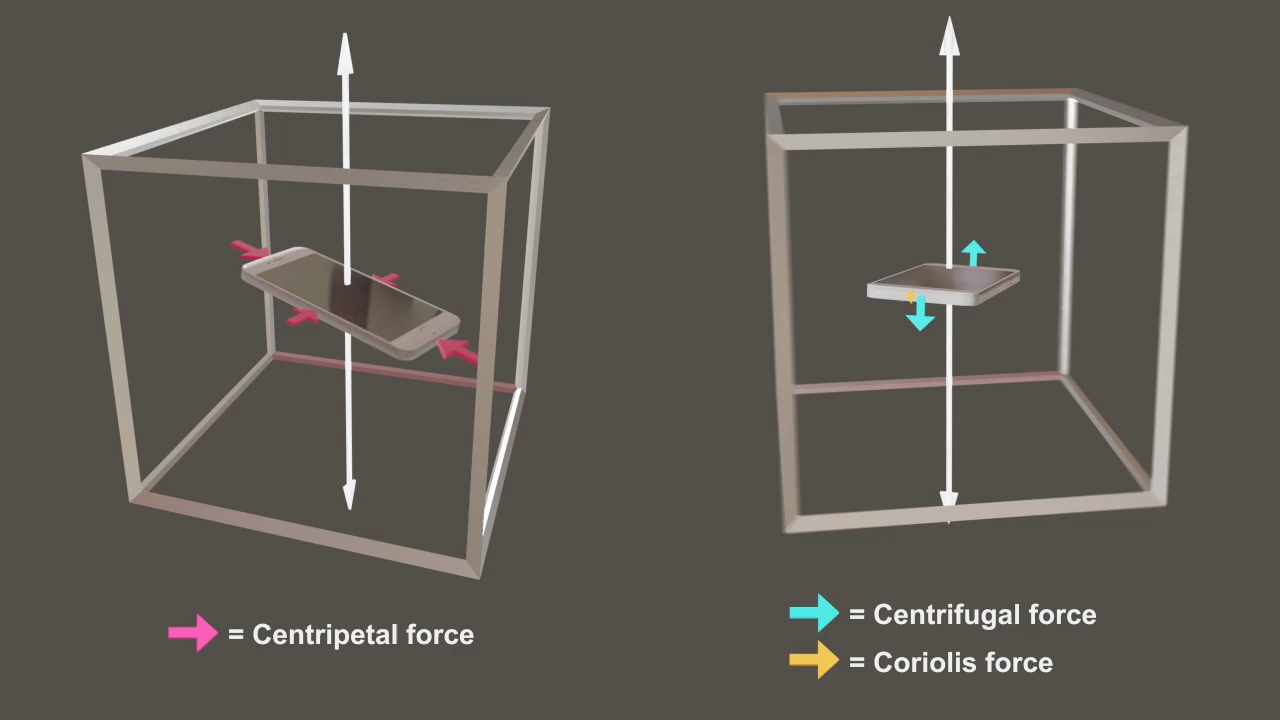 = Centripetal force
= Centrifugal force
= Coriolis force